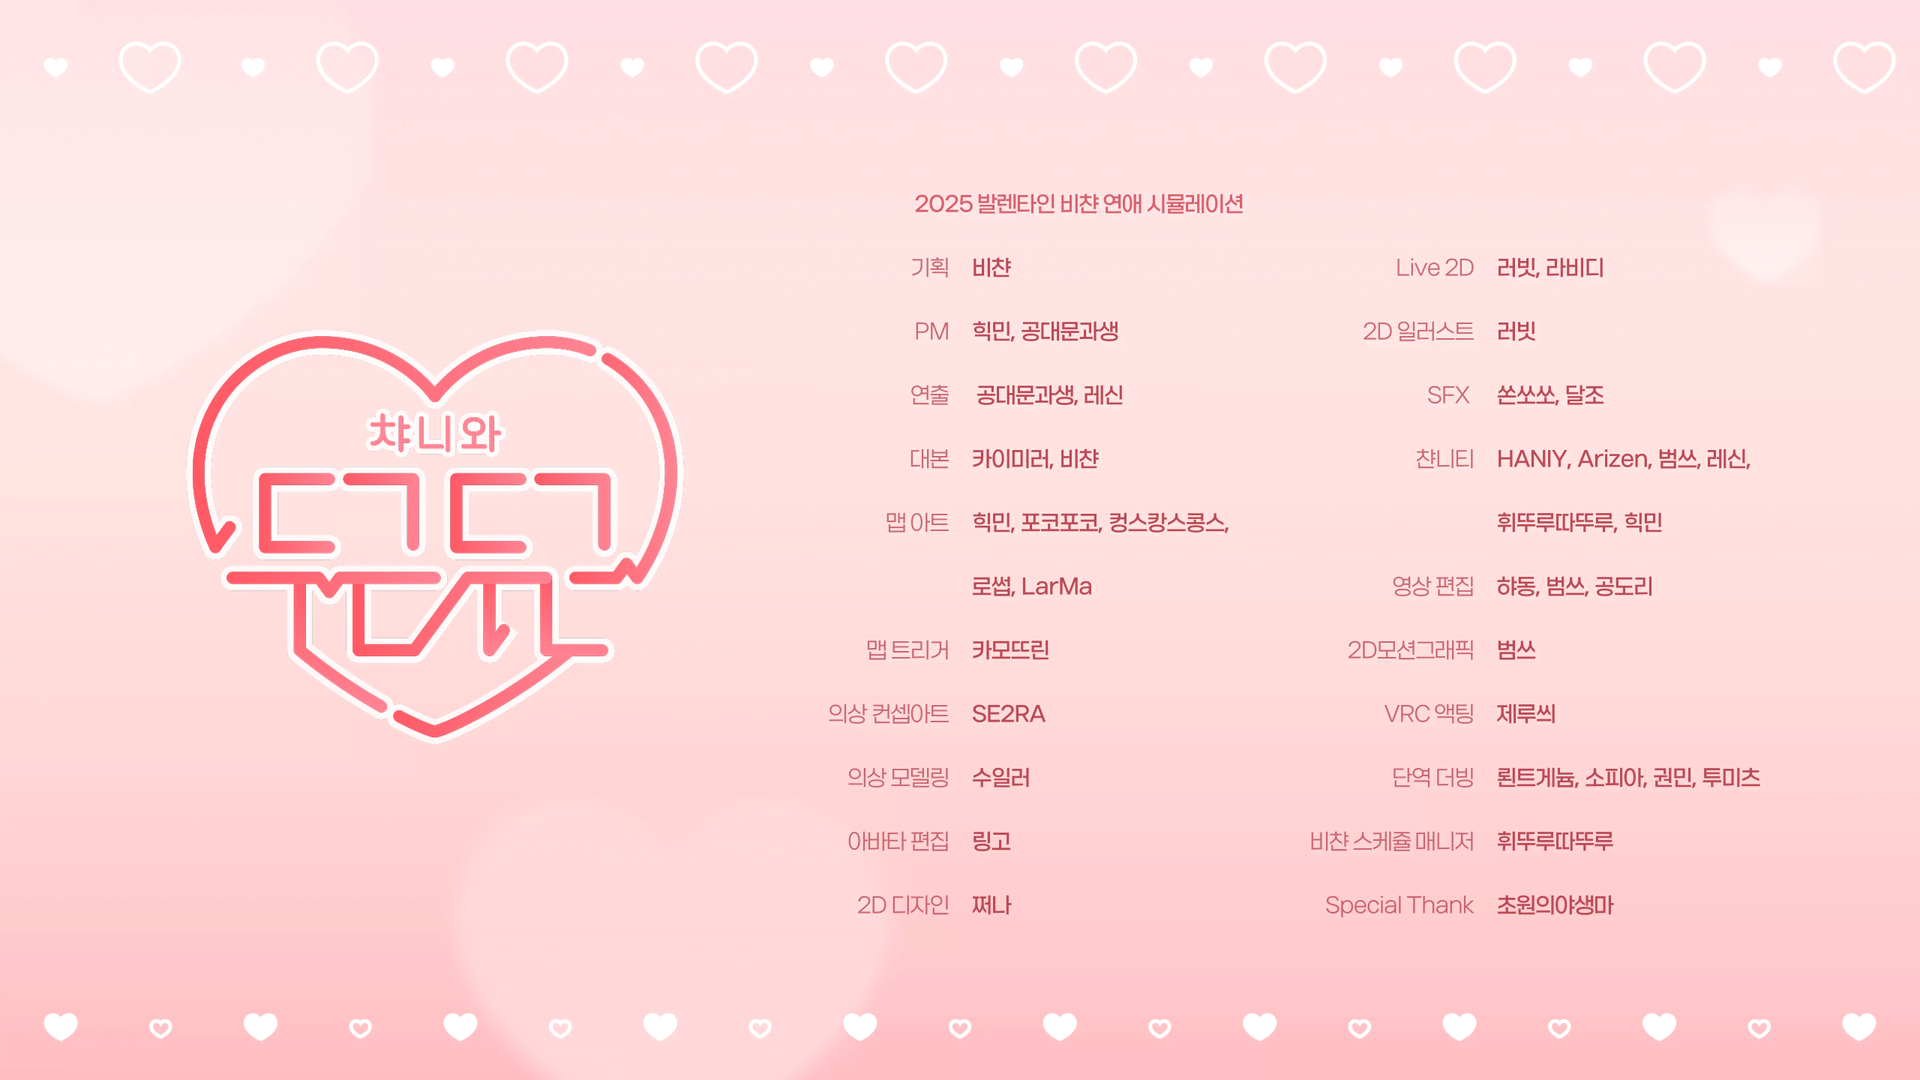 챠니와
두근두근
2025 발렌타인 비챤 연애 시뮬레이션
기획 비챤
PM 힉민, 공대문과생
연출 공대문과생, 레신
대본 카이미러, 비챤
맵 아트 힉민, 포코포코, 컹스캉스콩스,
로썹, LarMa
맵 트리거 카모뜨린
의상 컨셉아트 SE2RA
의상 모델링 수일러
아바타 편집 링고
2D 디자인 쩌나
Live 2D 러빗, 라비디
2D 일러스트 러빗
SFX 쏜쏘쏘, 달조
챤니티 HANIY, Arizen, 범쓰, 레신,
휘뚜루따뚜루, 힉민
영상 편집 햐동, 범쓰, 공도리
2D모션그래픽 범쓰
VRC 액팅 제루씌
단역 더빙 뢴트게늄, 소피아, 권민, 투미츠
비챤 스케쥴 매니저 휘뚜루따뚜루
Special Thank 초원의야생마